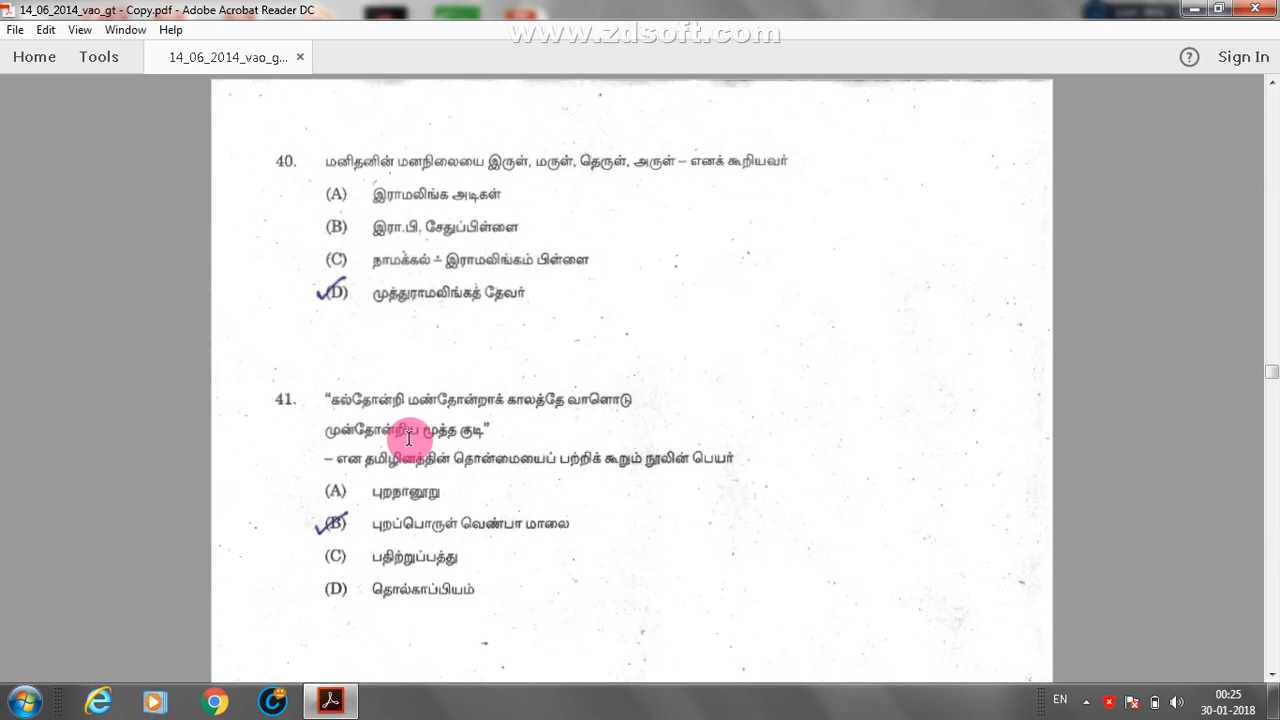 14_06_2014_vao_gt - Copy.pdf - Adobe Acrobat Reader DC
www.zdsoft.com
File Edit View Window Help
Home Tools 14_06_2014_vao_g... × ? Sign In
40. மனிதனின் மனநிலையை இருள், மருள், தெருள், அருள் – எனக் கூறியவர்
(A) இராமலிங்க அடிகள்
(B) இரா.பி. சேதுப்பிள்ளை
(C) நாமக்கல் – இராமலிங்கம் பிள்ளை
(D) முத்துராமலிங்கத் தேவர்
41. “கல்தோன்றி மண்தோன்றாக் காலத்தே வாளொடு
முன்தோன்றிய மூத்த குடி”
– என தமிழினத்தின் தொன்மையைப் பற்றிக் கூறும் நூலின் பெயர்
(A) புறநானூறு
(B) புறப்பொருள் வெண்பா மாலை
(C) பதிற்றுப்பத்து
(D) தொல்காப்பியம்
EN 00:25
30-01-2018